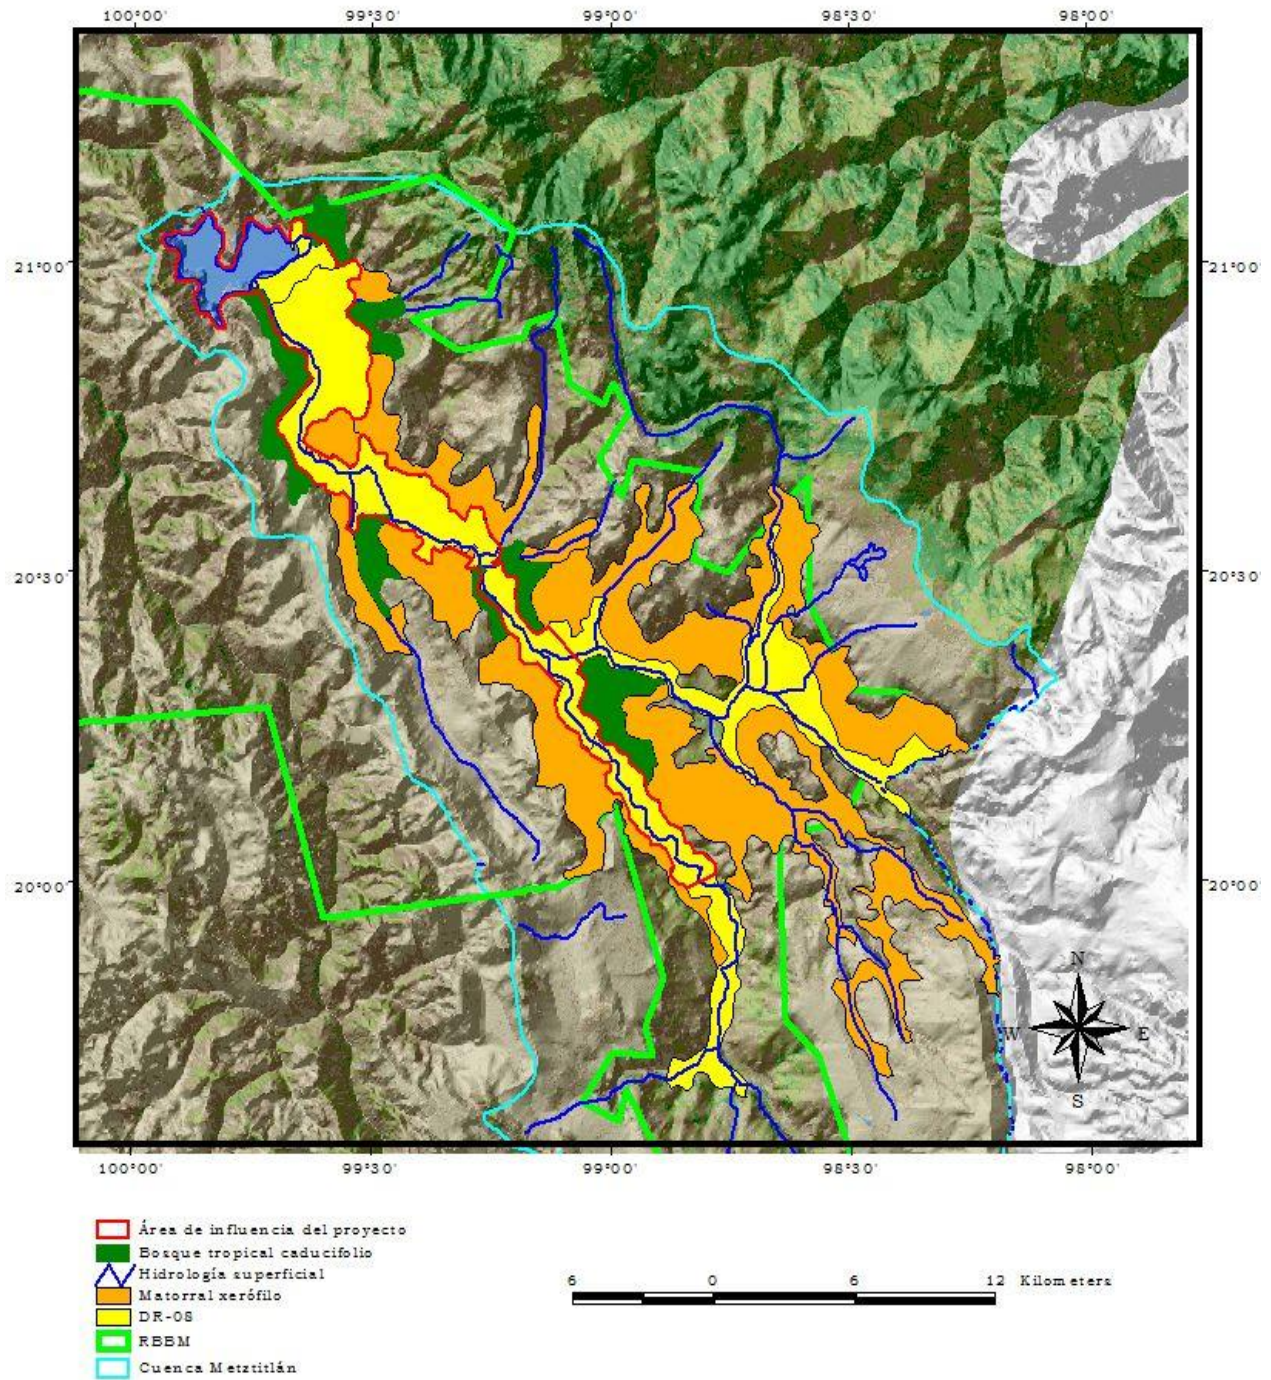 100°00' 99°30' 99°00' 98°30' 98°00'
21°00' 21°00'
20°30' 20°30'
20°00' 20°00'
N
W E
S
100°00' 99°30' 99°00' 98°30' 98°00'
Área de influencia del proyecto
Bosque tropical caducifolio
Hidrología superficial
Matorral xerófilo
DR-08
RBBM
Cuenca Metztitlán
6 0 6 12 Kilometers